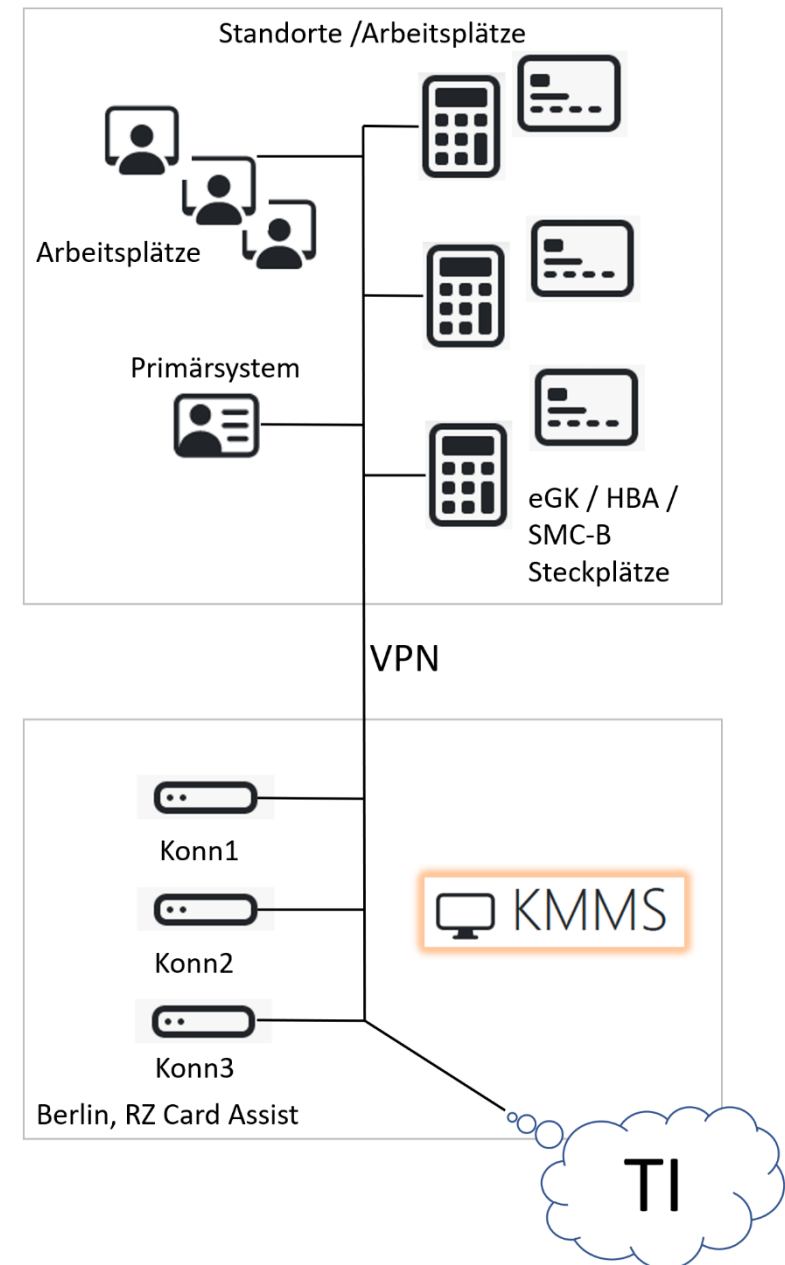 Standorte /Arbeitsplätze
Arbeitsplätze
Primärsystem
eGK / HBA /
SMC-B
Steckplätze
VPN
Konn1
KMMS
Konn2
Konn3
Berlin, RZ Card Assist
TI